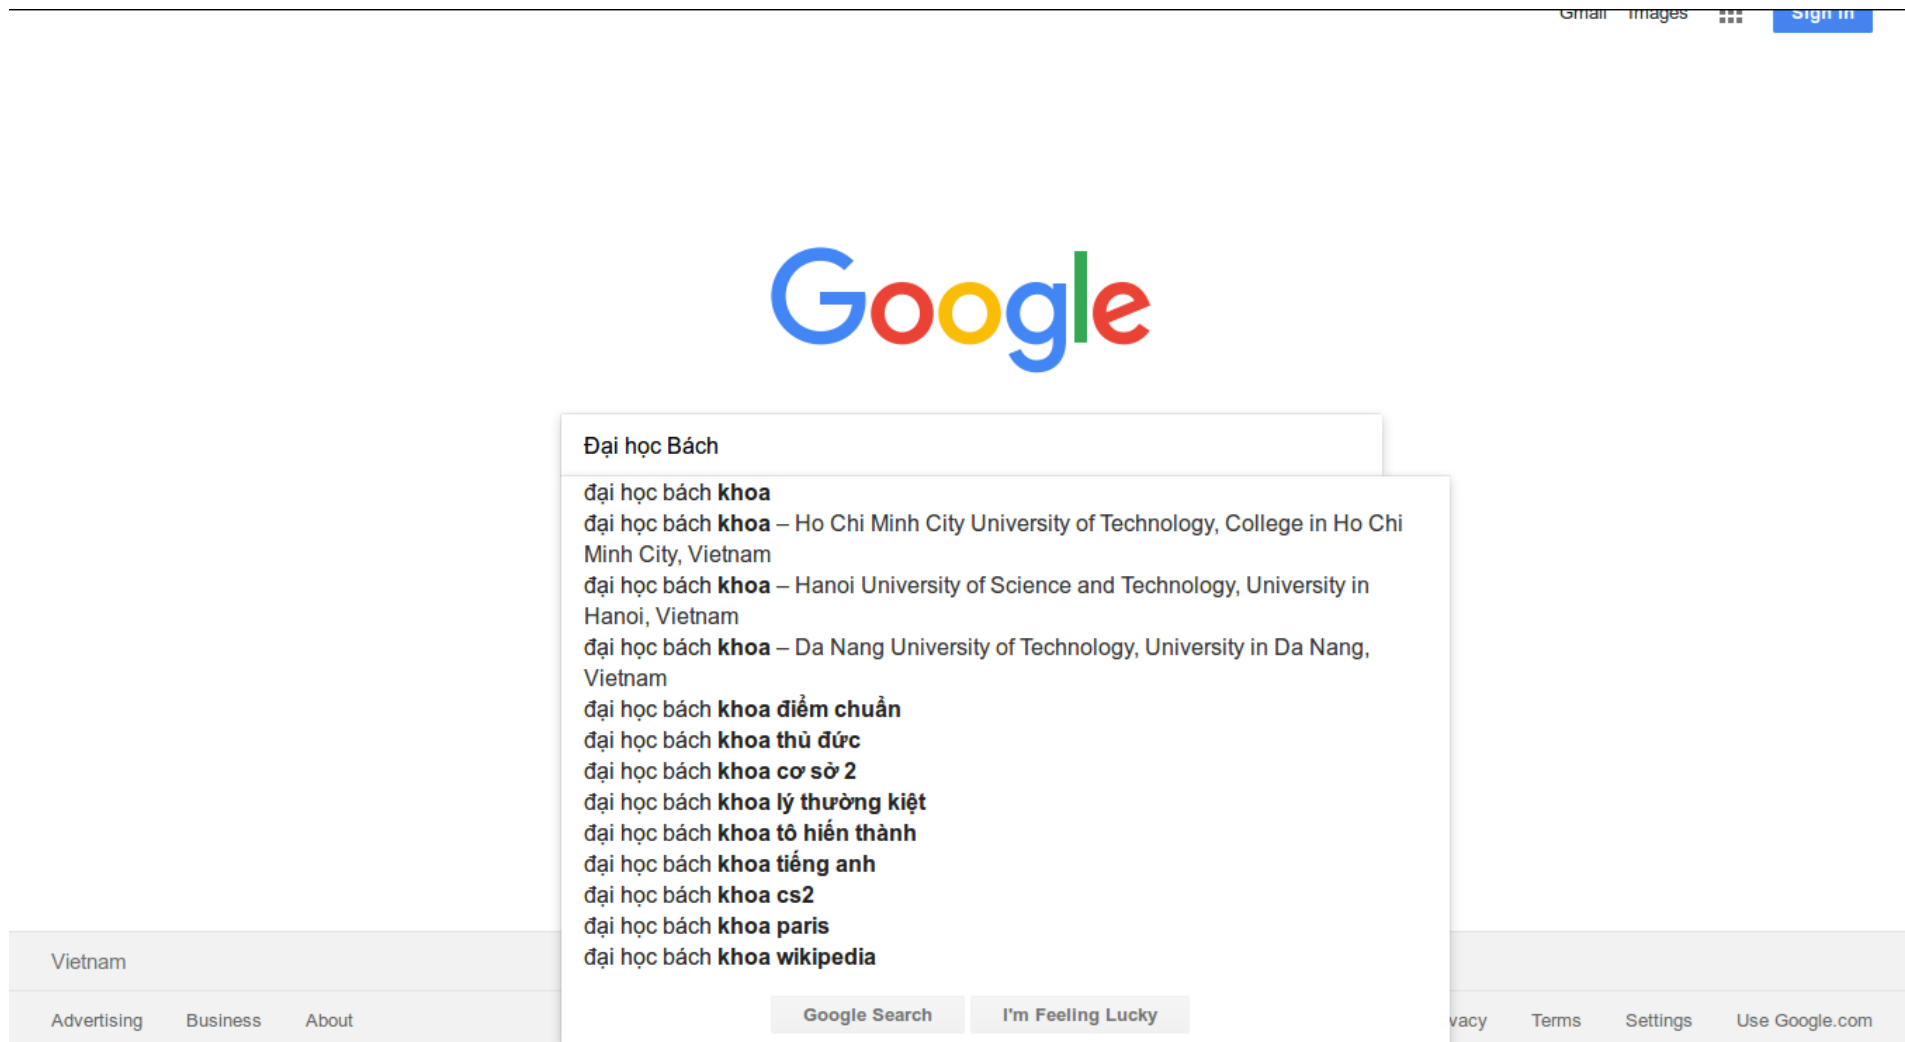 Gmail Images Sign in
Google
Đại học Bách
đại học bách khoa
đại học bách khoa – Ho Chi Minh City University of Technology, College in Ho Chi
Minh City, Vietnam
đại học bách khoa – Hanoi University of Science and Technology, University in
Hanoi, Vietnam
đại học bách khoa – Da Nang University of Technology, University in Da Nang,
Vietnam
đại học bách khoa điểm chuẩn
đại học bách khoa thủ đức
đại học bách khoa cơ sở 2
đại học bách khoa lý thường kiệt
đại học bách khoa tô hiến thành
đại học bách khoa tiếng anh
đại học bách khoa cs2
đại học bách khoa paris
đại học bách khoa wikipedia
Google Search I'm Feeling Lucky
Vietnam
Advertising Business About vacy Terms Settings Use Google.com